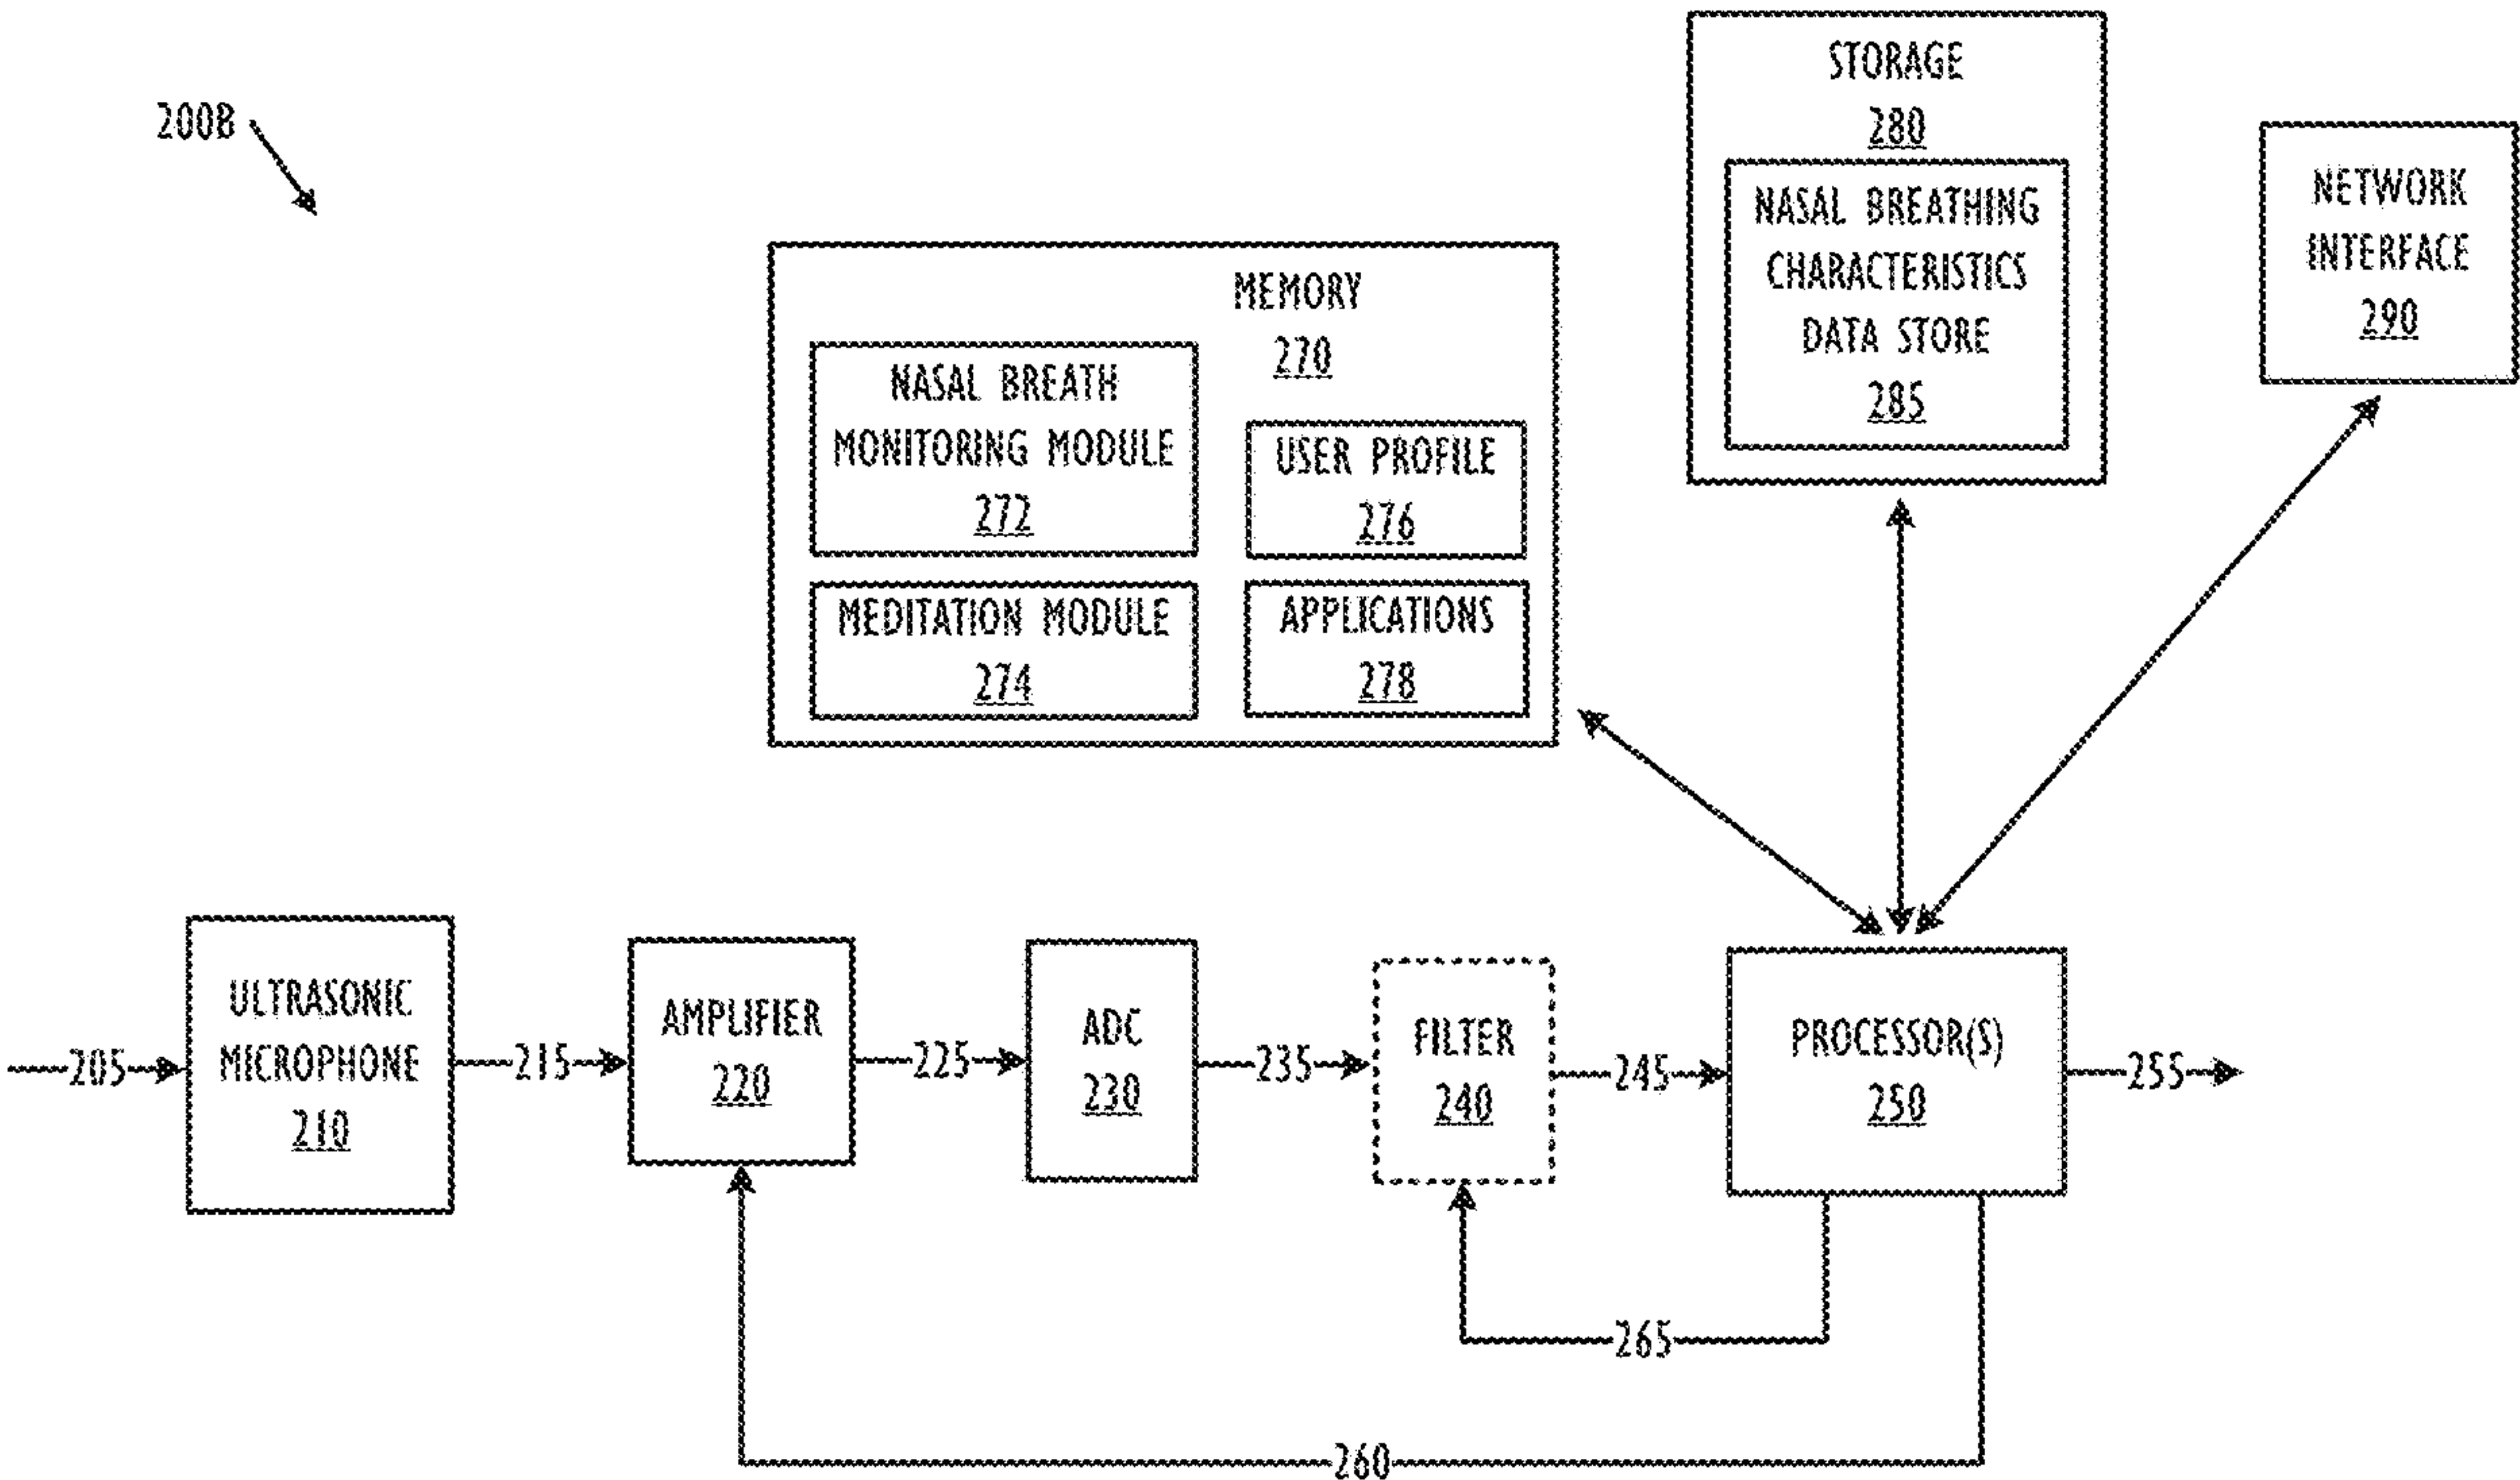 200B
STORAGE
280
NASAL BREATHING
CHARACTERISTICS
DATA STORE
285
NETWORK
INTERFACE
290
MEMORY
270
NASAL BREATH
MONITORING MODULE
272
USER PROFILE
276
MEDITATION MODULE
274
APPLICATIONS
278
205
ULTRASONIC
MICROPHONE
210
215
AMPLIFIER
220
225
ADC
230
235
FILTER
240
245
PROCESSOR(S)
250
255
265
260